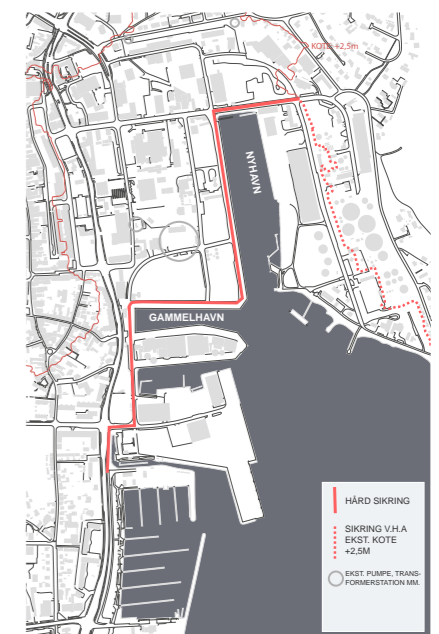 KOTE +2,5m
NYHAVN
GAMMELHAVN
HÅRD SIKRING
SIKRING V.H.A
EKST. KOTE
+2,5M
EKST. PUMPE, TRANS-
FORMERSTATION MM.